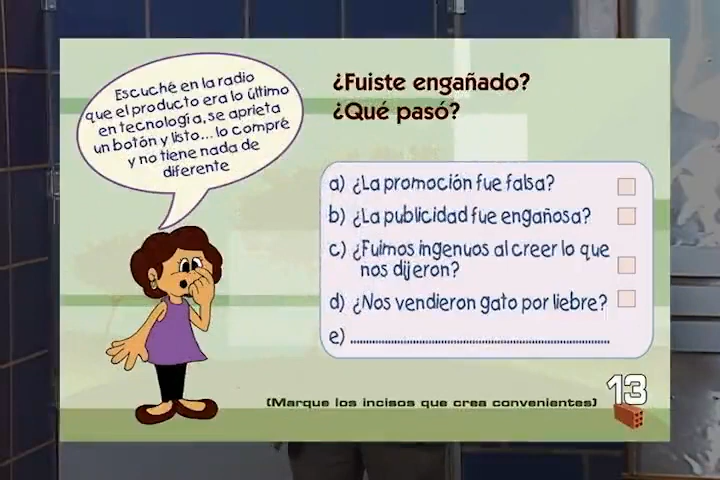 Escuché en la radio
que el producto era lo último
en tecnología, se aprieta
un botón y listo... lo compré
y no tiene nada de
diferente
¿Fuiste engañado?
¿Qué pasó?
a) ¿La promoción fue falsa?
b) ¿La publicidad fue engañosa?
c) ¿Fuimos ingenuos al creer lo que
nos dijeron?
d) ¿Nos vendieron gato por liebre?
e) ................................................
(Marque los incisos que crea convenientes)
13